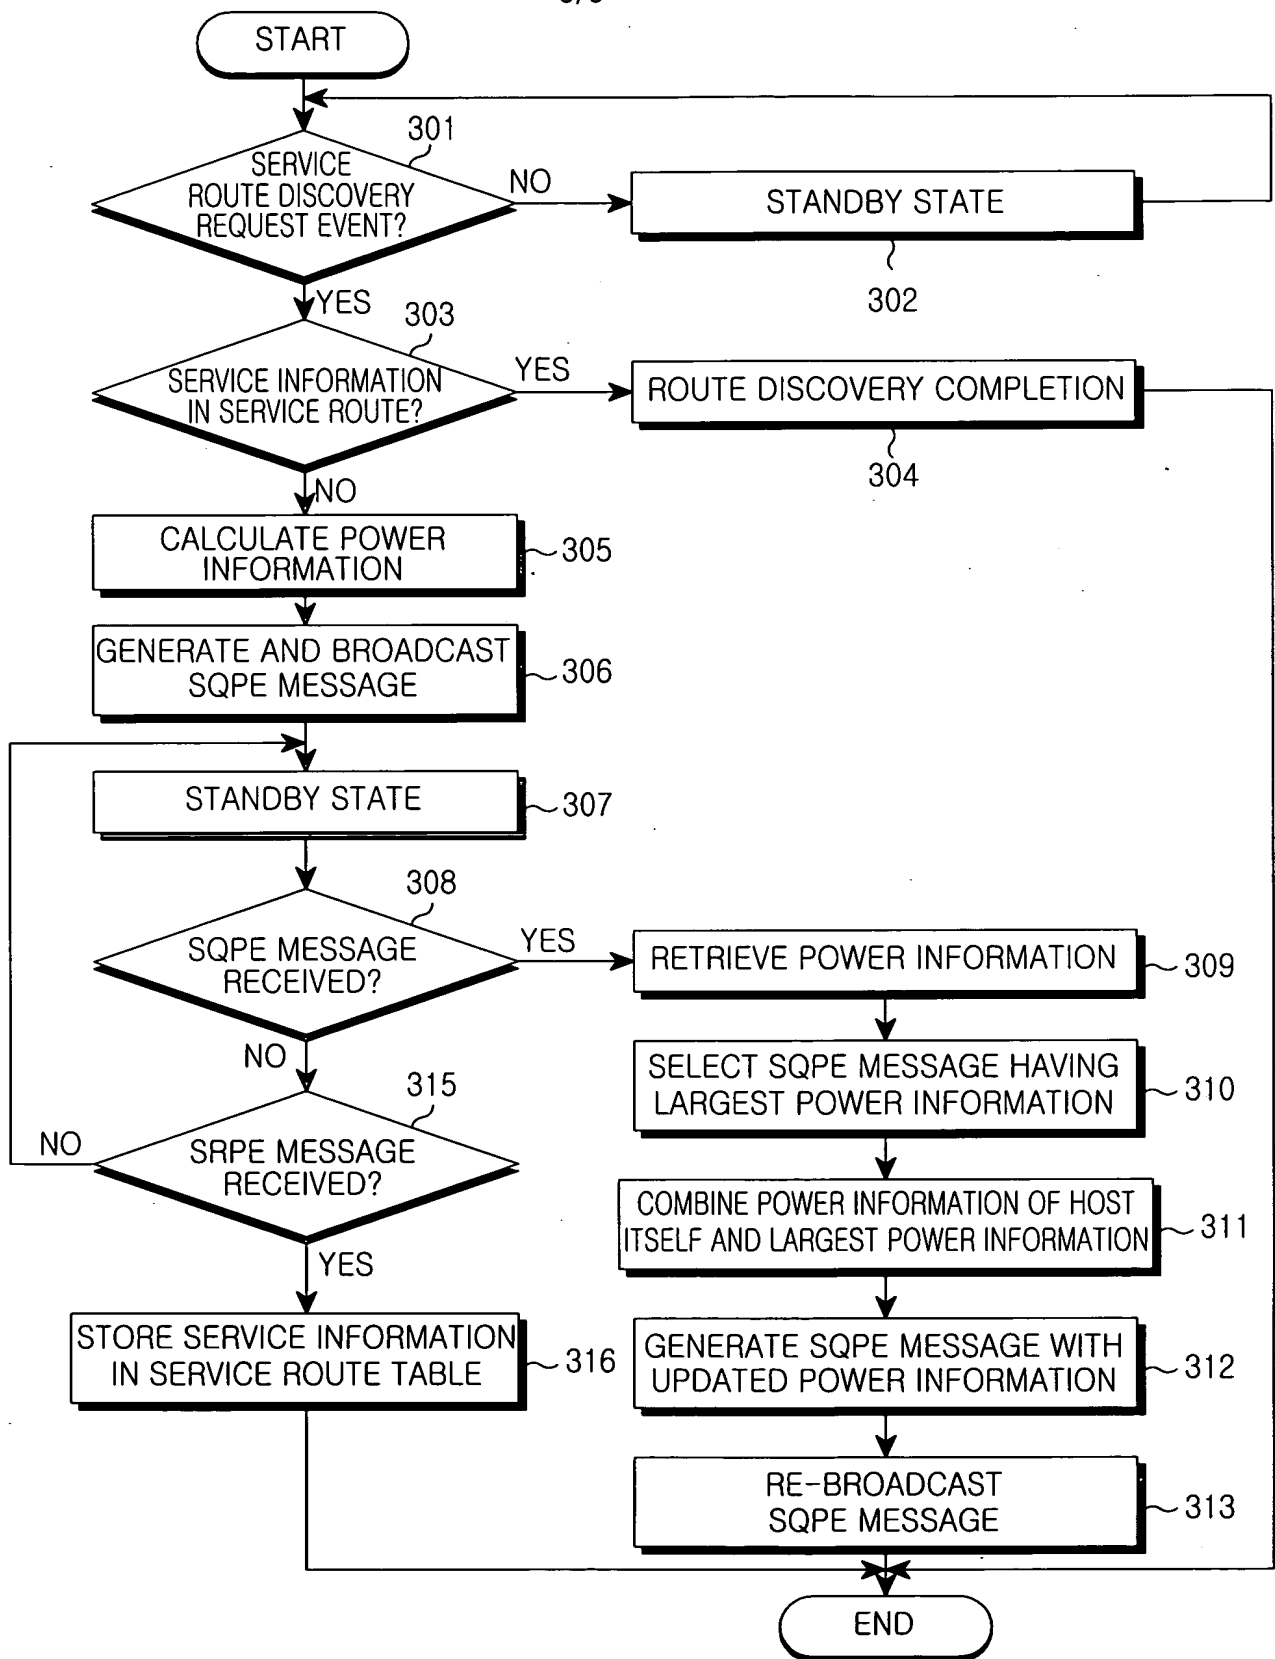 START
301
SERVICE
ROUTE DISCOVERY
REQUEST EVENT?
NO
STANDBY STATE
302
YES
303
SERVICE INFORMATION
IN SERVICE ROUTE?
YES
ROUTE DISCOVERY COMPLETION
304
NO
CALCULATE POWER
INFORMATION
305
GENERATE AND BROADCAST
SQPE MESSAGE
306
STANDBY STATE
307
308
SQPE MESSAGE
RECEIVED?
YES
RETRIEVE POWER INFORMATION
309
NO
SELECT SQPE MESSAGE HAVING
LARGEST POWER INFORMATION
310
315
NO
SRPE MESSAGE
RECEIVED?
COMBINE POWER INFORMATION OF HOST
ITSELF AND LARGEST POWER INFORMATION
311
YES
STORE SERVICE INFORMATION
IN SERVICE ROUTE TABLE
316
GENERATE SQPE MESSAGE WITH
UPDATED POWER INFORMATION
312
RE-BROADCAST
SQPE MESSAGE
313
END